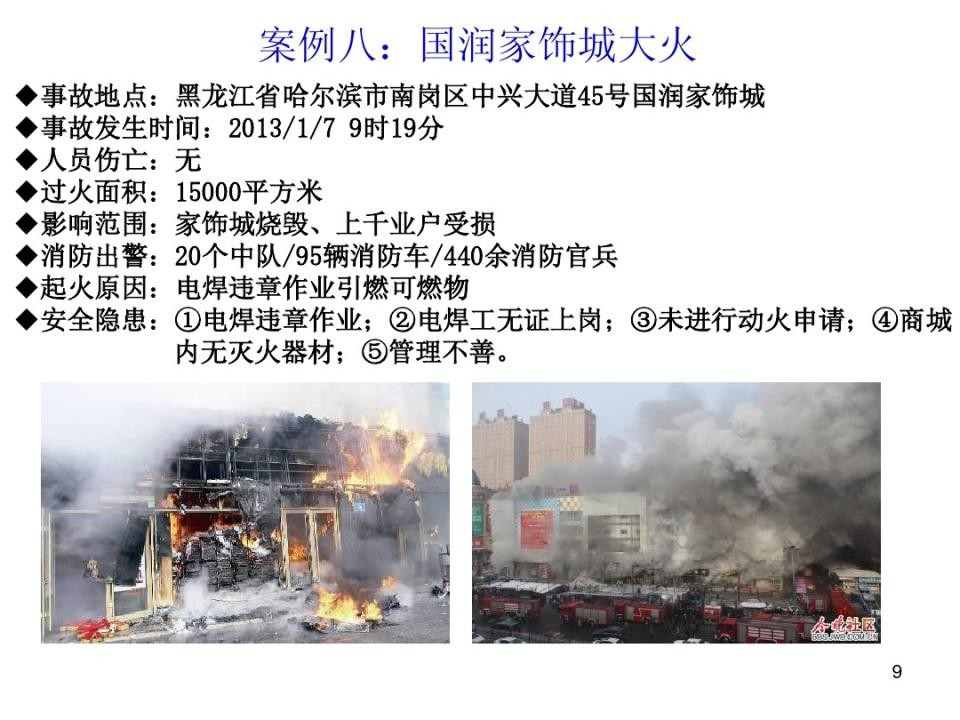 案例八：国润家饰城大火
◆事故地点：黑龙江省哈尔滨市南岗区中兴大道45号国润家饰城
◆事故发生时间：2013/1/7 9时19分
◆人员伤亡：无
◆过火面积：15000平方米
◆影响范围：家饰城烧毁、上千业户受损
◆消防出警：20个中队/95辆消防车/440余消防官兵
◆起火原因：电焊违章作业引燃可燃物
◆安全隐患：①电焊违章作业；②电焊工无证上岗；③未进行动火申请；④商城
内无灭火器材；⑤管理不善。
社区
BBS.JWB.COM.CN
9